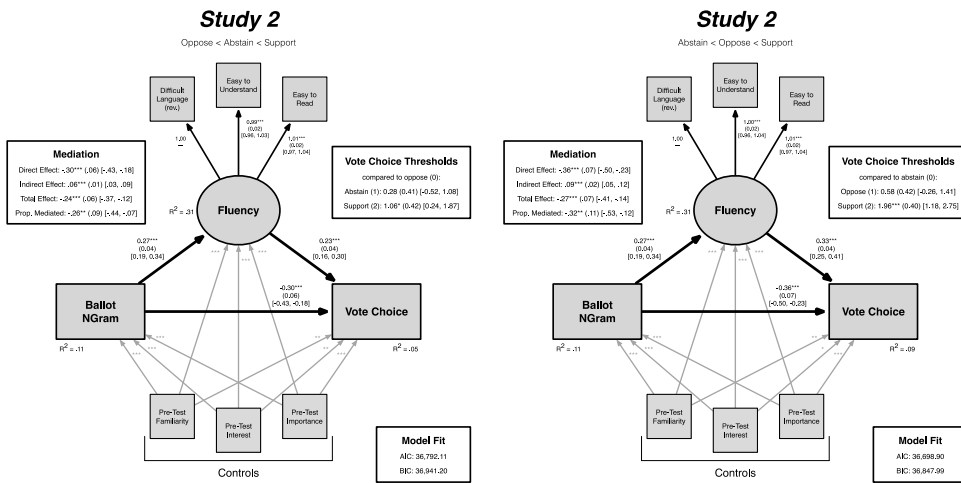 Study 2
Oppose < Abstain < Support
Difficult
Language
(rev.)
Easy to
Understand
Easy to
Read
1.00
—
0.99***
(0.02)
[0.96, 1.03]
1.01***
(0.02)
[0.97, 1.04]
Mediation
Direct Effect: -.30*** (.06) [-.43, -.18]
Indirect Effect: .06*** (.01) [.03, .09]
Total Effect: -.24*** (.06) [-.37, -.12]
Prop. Mediated: -.26** (.09) [-.44, -.07]
Vote Choice Thresholds
compared to oppose (0):
Abstain (1): 0.28 (0.41) [-0.52, 1.08]
Support (2): 1.06* (0.42) [0.24, 1.87]
R2 = .31
Fluency
0.27***
(0.04)
[0.19, 0.34]
0.23***
(0.04)
[0.16, 0.30]
*** *** ***
-0.30***
(0.06)
[-0.43, -0.18]
Ballot
NGram
Vote Choice
R2 = .11
R2 = .05
Pre-Test
Familiarity
Pre-Test
Interest
Pre-Test
Importance
Controls
Model Fit
AIC: 36,792.11
BIC: 36,941.20
Study 2
Abstain < Oppose < Support
Difficult
Language
(rev.)
Easy to
Understand
Easy to
Read
1.00
—
1.00***
(0.02)
[0.96, 1.04]
1.01***
(0.02)
[0.97, 1.04]
Mediation
Direct Effect: -.36*** (.07) [-.50, -.23]
Indirect Effect: .09*** (.02) [.05, .12]
Total Effect: -.27*** (.07) [-.41, -.14]
Prop. Mediated: -.32** (.11) [-.53, -.12]
Vote Choice Thresholds
compared to abstain (0):
Oppose (1): 0.58 (0.42) [-0.26, 1.41]
Support (2): 1.96*** (0.40) [1.18, 2.75]
R2 = .31
Fluency
0.27***
(0.04)
[0.19, 0.34]
0.33***
(0.04)
[0.25, 0.41]
*** *** ***
-0.36***
(0.07)
[-0.50, -0.23]
Ballot
NGram
Vote Choice
R2 = .11
R2 = .09
Pre-Test
Familiarity
Pre-Test
Interest
Pre-Test
Importance
Controls
Model Fit
AIC: 36,698.90
BIC: 36,847.99